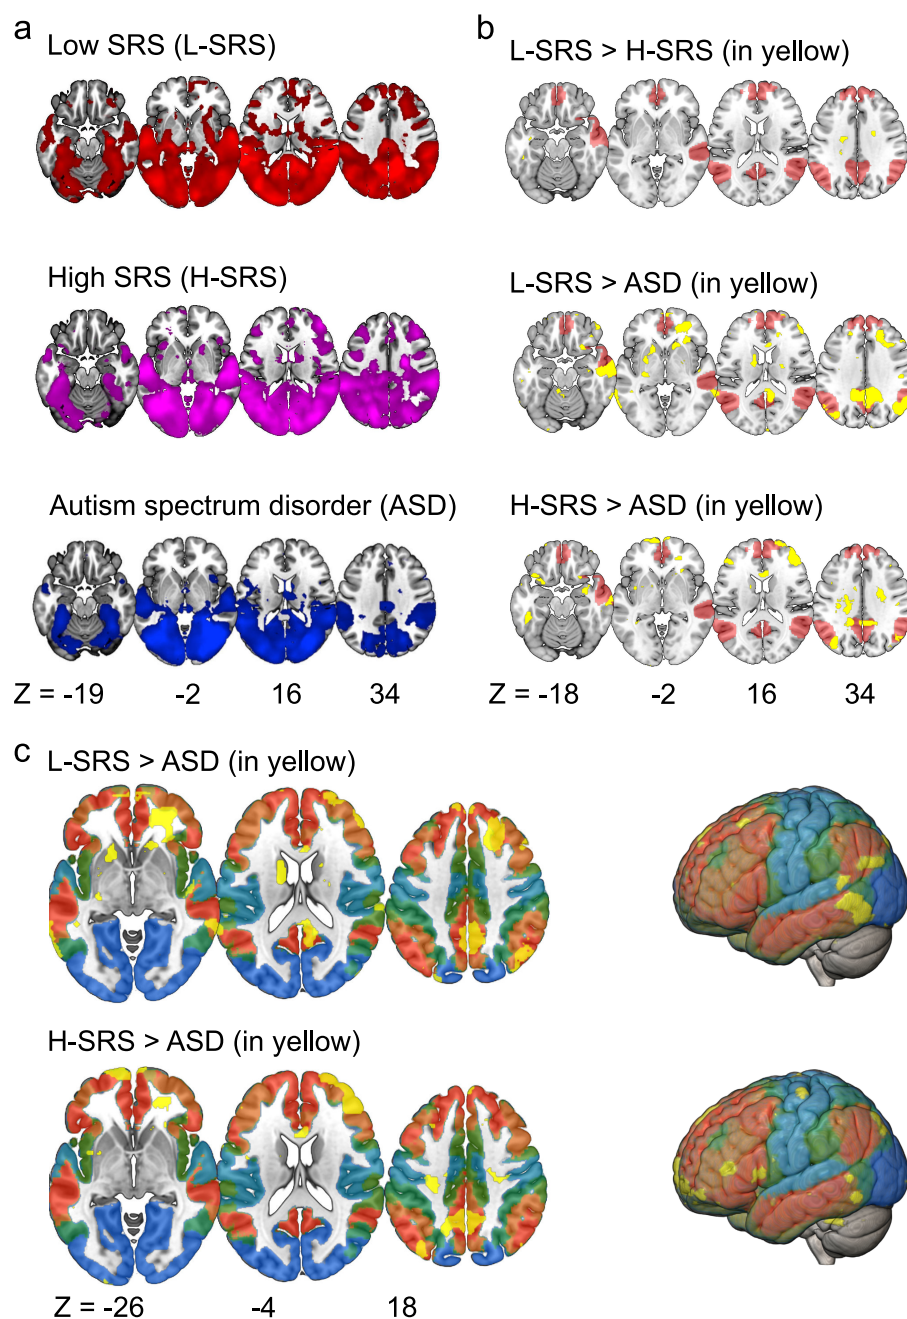 a
Low SRS (L-SRS)
High SRS (H-SRS)
Autism spectrum disorder (ASD)
Z = -19 -2 16 34
b
L-SRS > H-SRS (in yellow)
L-SRS > ASD (in yellow)
H-SRS > ASD (in yellow)
Z = -18 -2 16 34
c
L-SRS > ASD (in yellow)
H-SRS > ASD (in yellow)
Z = -26 -4 18